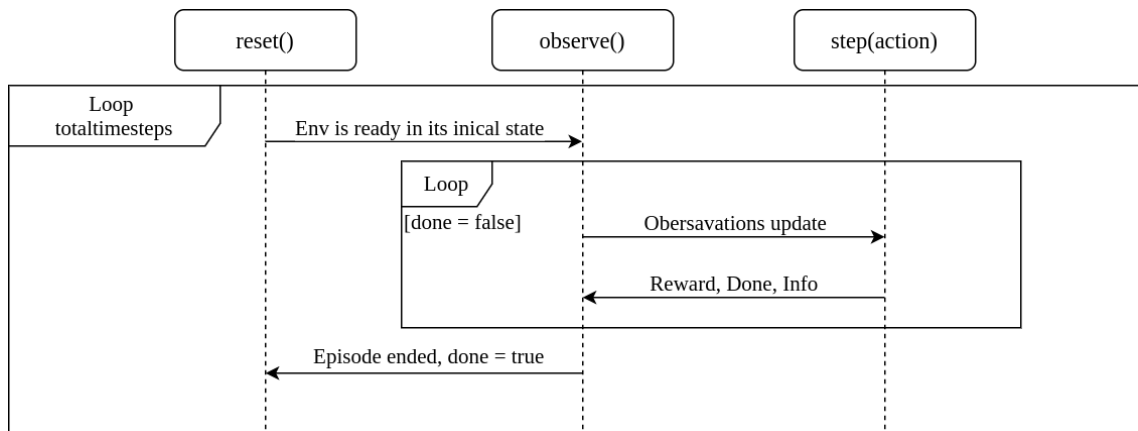 reset()
observe()
step(action)
Loop
totaltimesteps
Env is ready in its inical state
Loop
[done = false]
Obersavations update
Reward, Done, Info
Episode ended, done = true